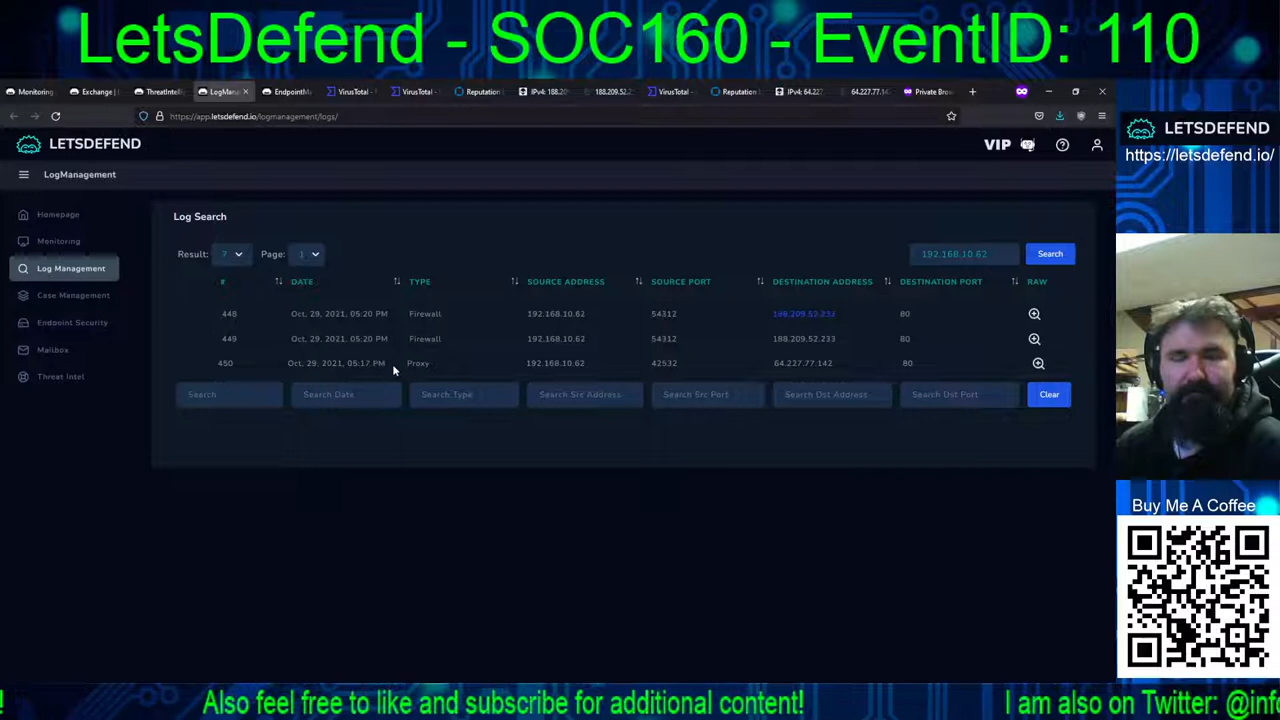 LetsDefend - SOC160 - EventID: 110
Monitoring
Exchange |
ThreatIntel
LogMana
EndpointM
VirusTotal -
VirusTotal -
Reputation
IPv4: 188.20
188.209.52.2
VirusTotal -
Reputation
IPv4: 64.227
64.227.77.14
Private Brow
https://app.letsdefend.io/logmanagement/logs/
LETSDEFEND
VIP
LogManagement
Homepage
Monitoring
Log Management
Case Management
Endpoint Security
Mailbox
Threat Intel
Log Search
Result: 7 Page: 1
192.168.10.62 Search
# DATE TYPE SOURCE ADDRESS SOURCE PORT DESTINATION ADDRESS DESTINATION PORT RAW
448 Oct, 29, 2021, 05:20 PM Firewall 192.168.10.62 54312 188.209.52.233 80
449 Oct, 29, 2021, 05:20 PM Firewall 192.168.10.62 54312 188.209.52.233 80
450 Oct, 29, 2021, 05:17 PM Proxy 192.168.10.62 42532 64.227.77.142 80
Search Search Date Search Type Search Src Address Search Src Port Search Dst Address Search Dst Port Clear
LETSDEFEND
https://letsdefend.io/
Buy Me A Coffee
! Also feel free to like and subscribe for additional content! I am also on Twitter: @info